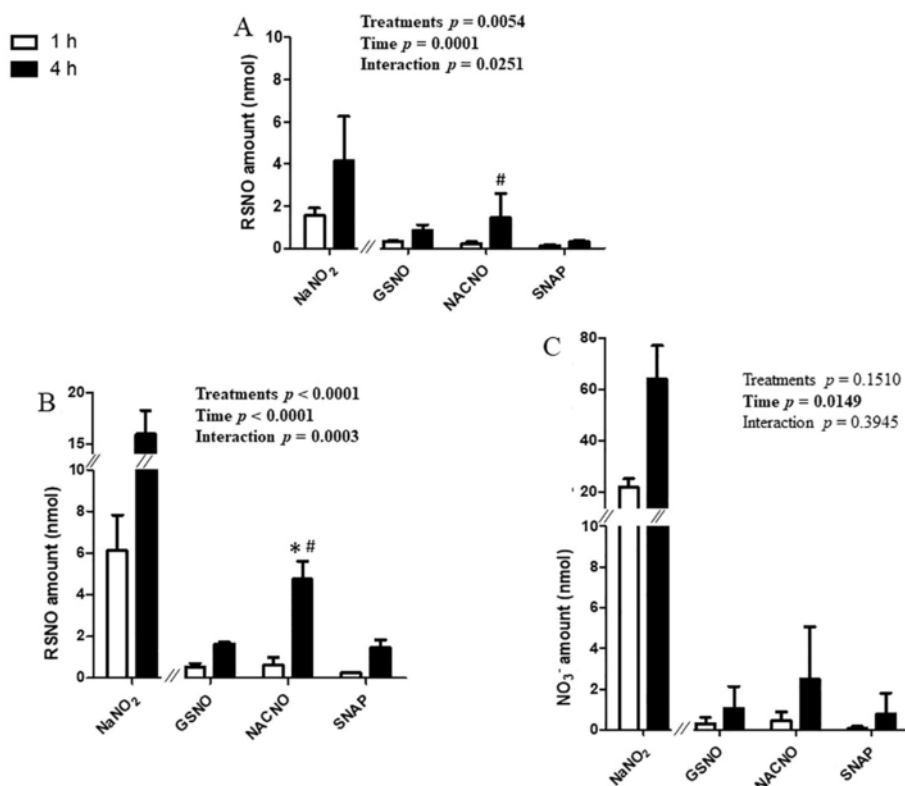 1 h
4 h
A
Treatments p = 0.0054
Time p = 0.0001
Interaction p = 0.0251
RSNO amount (nmol)
10
8
6
4
2
0
#
NaNO₂
GSNO
NACNO
SNAP
B
Treatments p < 0.0001
Time p < 0.0001
Interaction p = 0.0003
RSNO amount (nmol)
20
15
10
8
6
4
2
0
* #
NaNO₂
GSNO
NACNO
SNAP
C
Treatments p = 0.1510
Time p = 0.0149
Interaction p = 0.3945
NO₃⁻ amount (nmol)
80
60
40
20
10
8
6
4
2
0
NaNO₂
GSNO
NACNO
SNAP